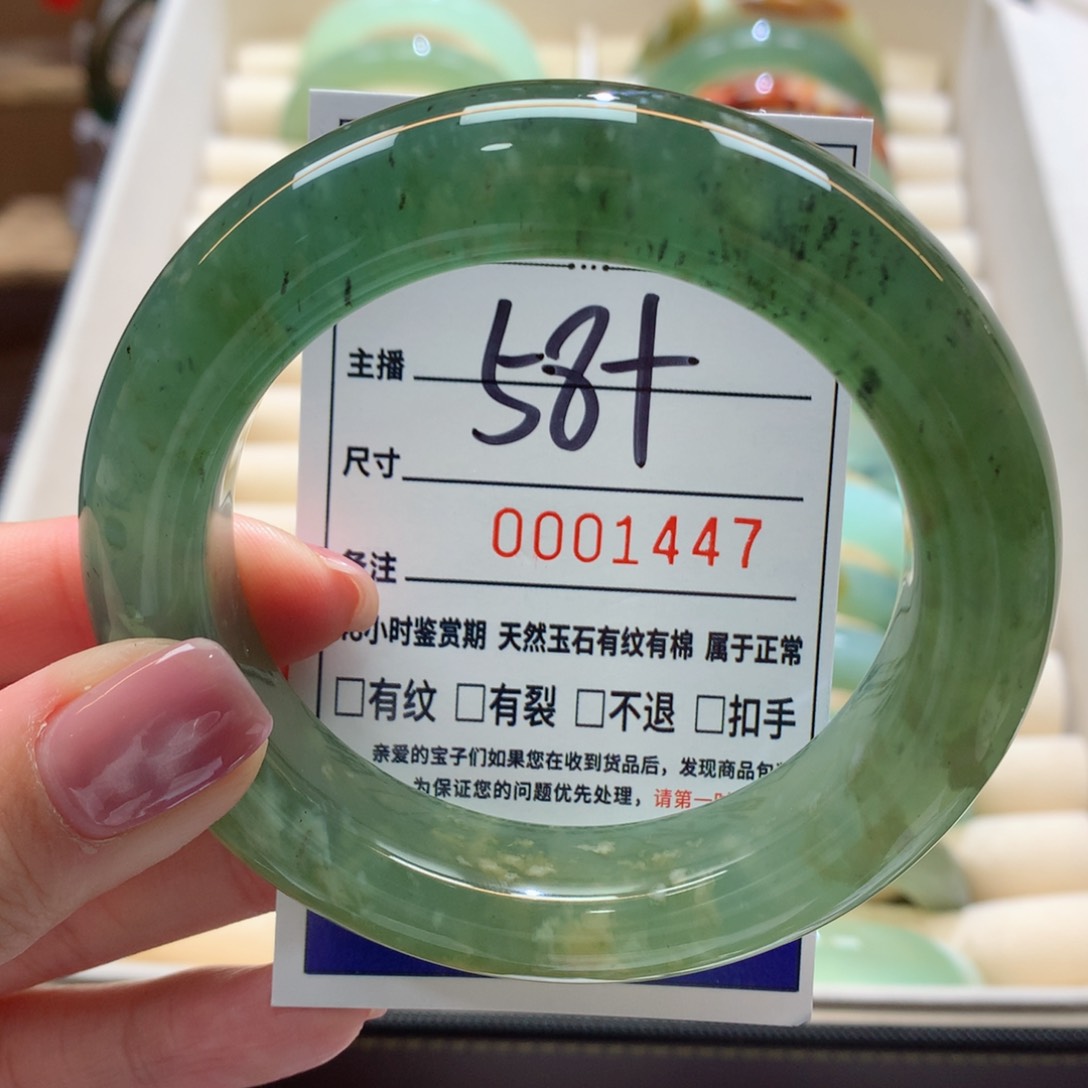 主播 58+
尺寸
备注 0001447
小时鉴赏期 天然玉石有纹有棉 属于正常
□有纹 □有裂 □不退 □扣手
亲爱的宝子们如果您在收到货品后，发现商品包
为保证您的问题优先处理，请第一